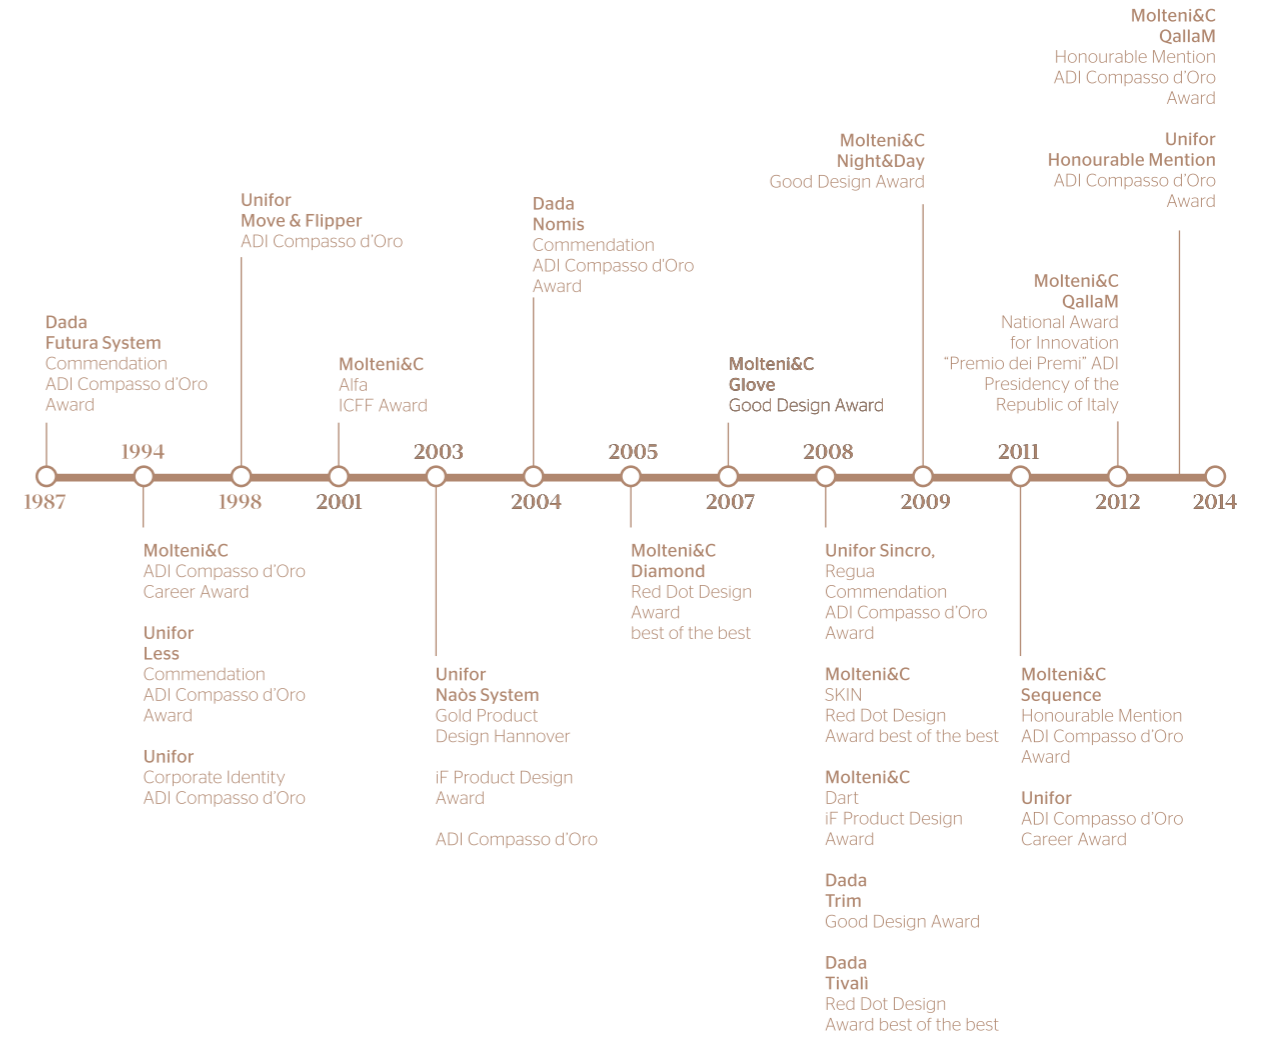 Molteni&C
QallaM
Honourable Mention
ADI Compasso d'Oro
Award
Unifor
Honourable Mention
ADI Compasso d'Oro
Award
Molteni&C
Night&Day
Good Design Award
Unifor
Move & Flipper
ADI Compasso d'Oro
Dada
Nomis
Commendation
ADI Compasso d'Oro
Award
Molteni&C
QallaM
National Award
for Innovation
“Premio dei Premi” ADI
Presidency of the
Republic of Italy
Dada
Futura System
Commendation
ADI Compasso d'Oro
Award
Molteni&C
Alfa
ICFF Award
Molteni&C
Glove
Good Design Award
1994
2003
2005
2008
2011
1987
1998
2001
2004
2007
2009
2012
2014
Molteni&C
ADI Compasso d'Oro
Career Award
Unifor
Less
Commendation
ADI Compasso d'Oro
Award
Unifor
Corporate Identity
ADI Compasso d'Oro
Unifor
Naòs System
Gold Product
Design Hannover
iF Product Design
Award
ADI Compasso d'Oro
Molteni&C
Diamond
Red Dot Design
Award
best of the best
Unifor Sincro,
Regua
Commendation
ADI Compasso d'Oro
Award
Molteni&C
SKIN
Red Dot Design
Award best of the best
Molteni&C
Dart
iF Product Design
Award
Dada
Trim
Good Design Award
Dada
Tivalì
Red Dot Design
Award best of the best
Molteni&C
Sequence
Honourable Mention
ADI Compasso d'Oro
Award
Unifor
ADI Compasso d'Oro
Career Award